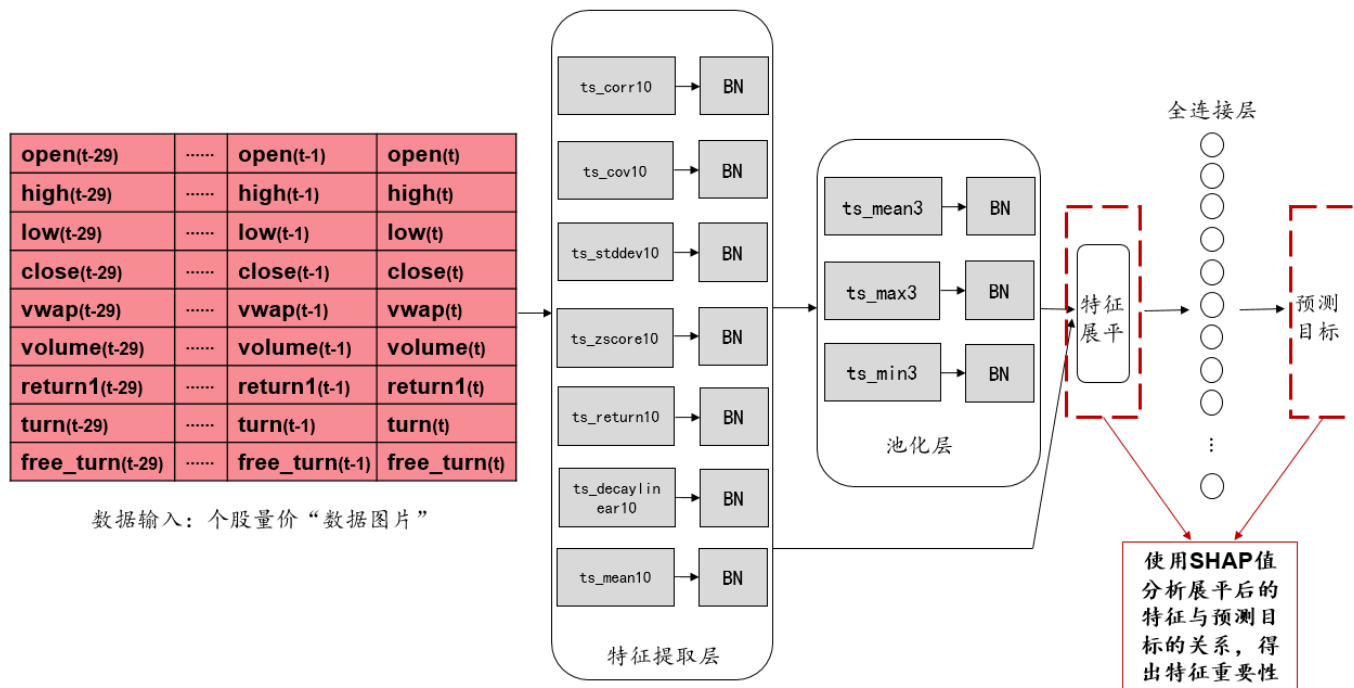 open(t-29) ...... open(t-1) open(t)
high(t-29) ...... high(t-1) high(t)
low(t-29) ...... low(t-1) low(t)
close(t-29) ...... close(t-1) close(t)
vwap(t-29) ...... vwap(t-1) vwap(t)
volume(t-29) ...... volume(t-1) volume(t)
return1(t-29) ...... return1(t-1) return1(t)
turn(t-29) ...... turn(t-1) turn(t)
free_turn(t-29) ...... free_turn(t-1) free_turn(t)
数据输入：个股量价“数据图片”
ts_corr10 BN
ts_cov10 BN
ts_stddev10 BN
ts_zscore10 BN
ts_return10 BN
ts_decaylin
ear10 BN
ts_mean10 BN
特征提取层
ts_mean3 BN
ts_max3 BN
ts_min3 BN
池化层
特征
展平
全连接层
⋮
预测
目标
使用SHAP值
分析展平后的
特征与预测目
标的关系，得
出特征重要性